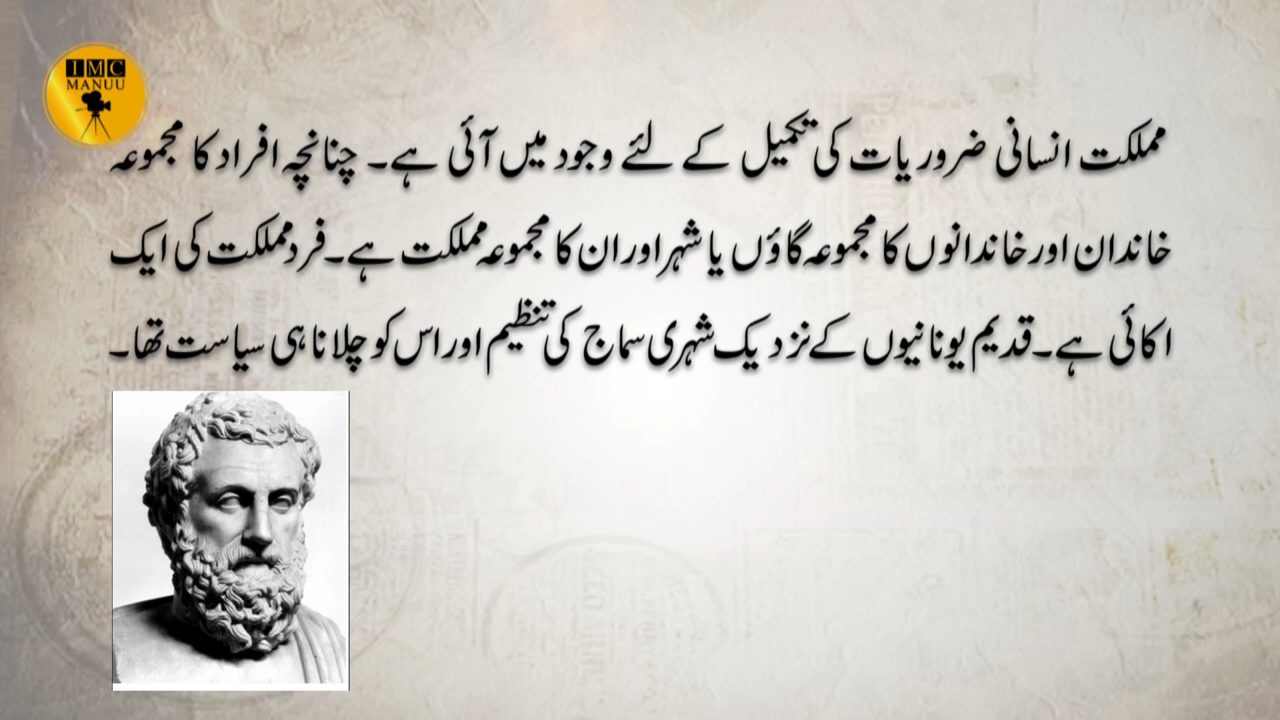 IMC
MANUU
مملکت انسانی ضروریات کی تکمیل کے لئے وجود میں آئی ہے۔ چنانچہ افراد کا مجموعہ
خاندان اور خاندانوں کا مجموعہ گاؤں یا شہر اور ان کا مجموعہ مملکت ہے۔ فرد مملکت کی ایک
اکائی ہے۔ قدیم یونانیوں کے نزدیک شہری سماج کی تنظیم اور اس کو چلانا ہی سیاست تھا۔